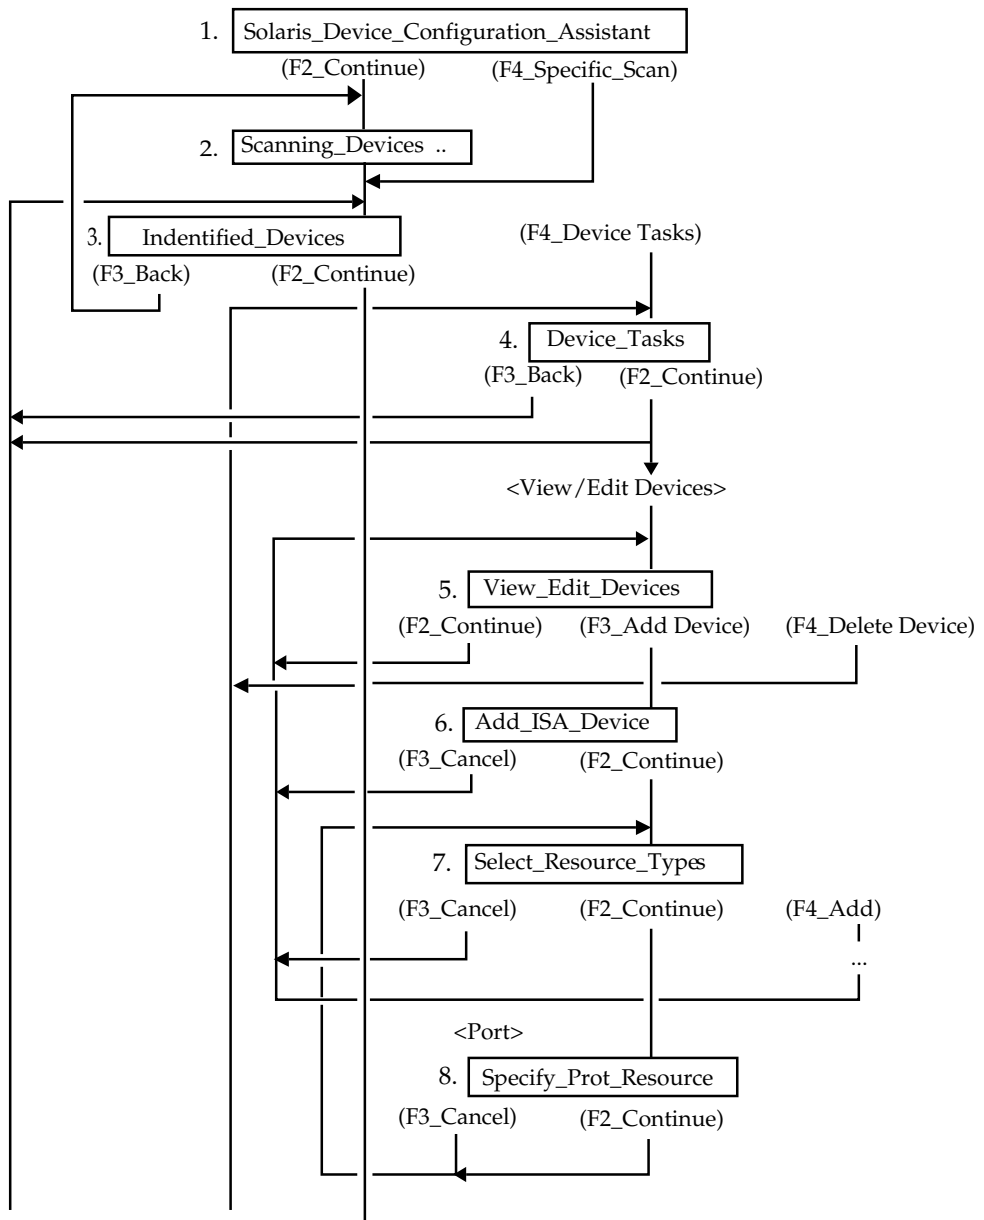 1. Solaris_Device_Configuration_Assistant
(F2_Continue) (F4_Specific_Scan)
2. Scanning_Devices ..
3. Indentified_Devices
(F4_Device Tasks)
(F3_Back) (F2_Continue)
4. Device_Tasks
(F3_Back) (F2_Continue)
<View/Edit Devices>
5. View_Edit_Devices
(F2_Continue) (F3_Add Device) (F4_Delete Device)
6. Add_ISA_Device
(F3_Cancel) (F2_Continue)
7. Select_Resource_Types
(F3_Cancel) (F2_Continue) (F4_Add)
...
<Port>
8. Specify_Prot_Resource
(F3_Cancel) (F2_Continue)